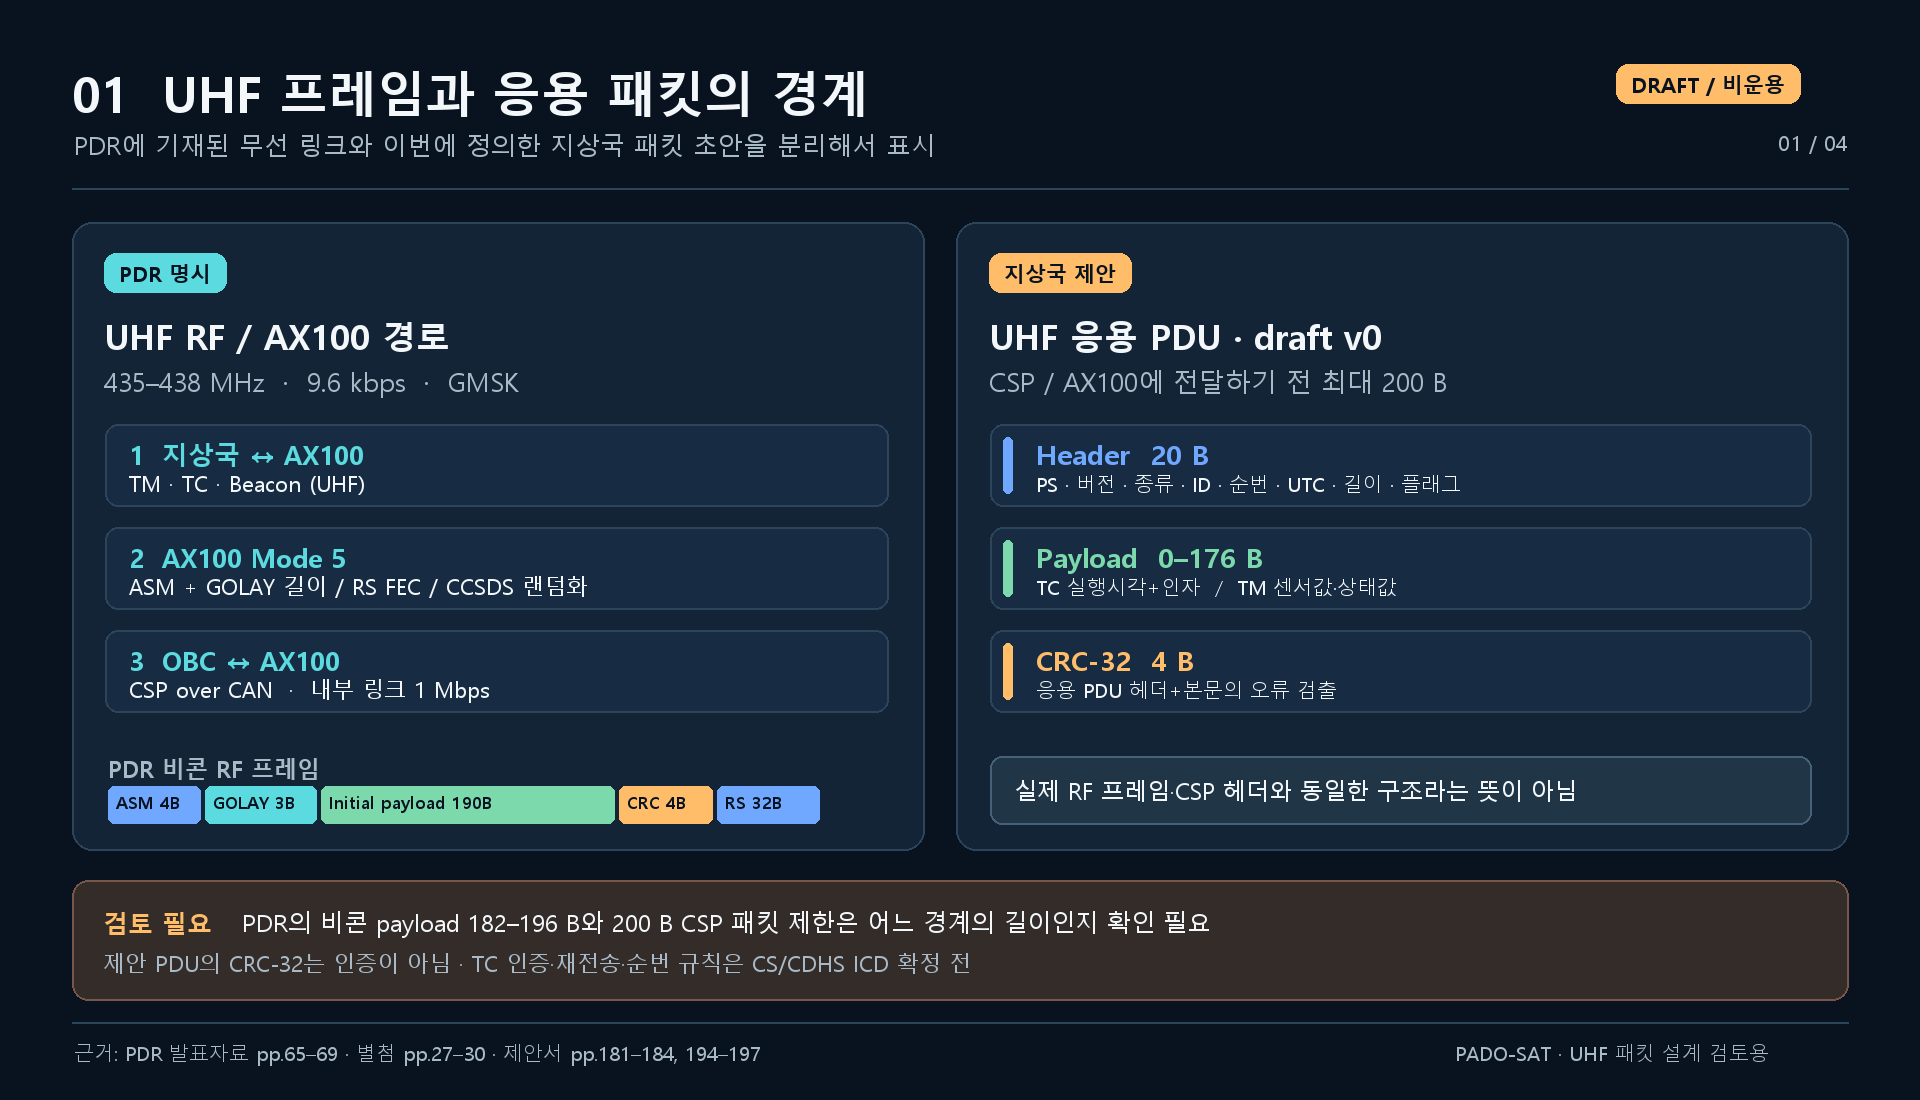 01 UHF 프레임과 응용 패킷의 경계
DRAFT / 비운용
PDR에 기재된 무선 링크와 이번에 정의한 지상국 패킷 초안을 분리해서 표시
01 / 04
PDR 명시
UHF RF / AX100 경로
435–438 MHz · 9.6 kbps · GMSK
1 지상국 ↔ AX100
TM · TC · Beacon (UHF)
2 AX100 Mode 5
ASM + GOLAY 길이 / RS FEC / CCSDS 랜덤화
3 OBC ↔ AX100
CSP over CAN · 내부 링크 1 Mbps
PDR 비콘 RF 프레임
ASM 4B GOLAY 3B Initial payload 190B CRC 4B RS 32B
지상국 제안
UHF 응용 PDU · draft v0
CSP / AX100에 전달하기 전 최대 200 B
Header 20 B
PS · 버전 · 종류 · ID · 순번 · UTC · 길이 · 플래그
Payload 0–176 B
TC 실행시각+인자 / TM 센서값·상태값
CRC-32 4 B
응용 PDU 헤더+본문의 오류 검출
실제 RF 프레임·CSP 헤더와 동일한 구조라는 뜻이 아님
검토 필요 PDR의 비콘 payload 182–196 B와 200 B CSP 패킷 제한은 어느 경계의 길이인지 확인 필요
제안 PDU의 CRC-32는 인증이 아님 · TC 인증·재전송·순번 규칙은 CS/CDHS ICD 확정 전
근거: PDR 발표자료 pp.65–69 · 별첨 pp.27–30 · 제안서 pp.181–184, 194–197
PADO-SAT · UHF 패킷 설계 검토용